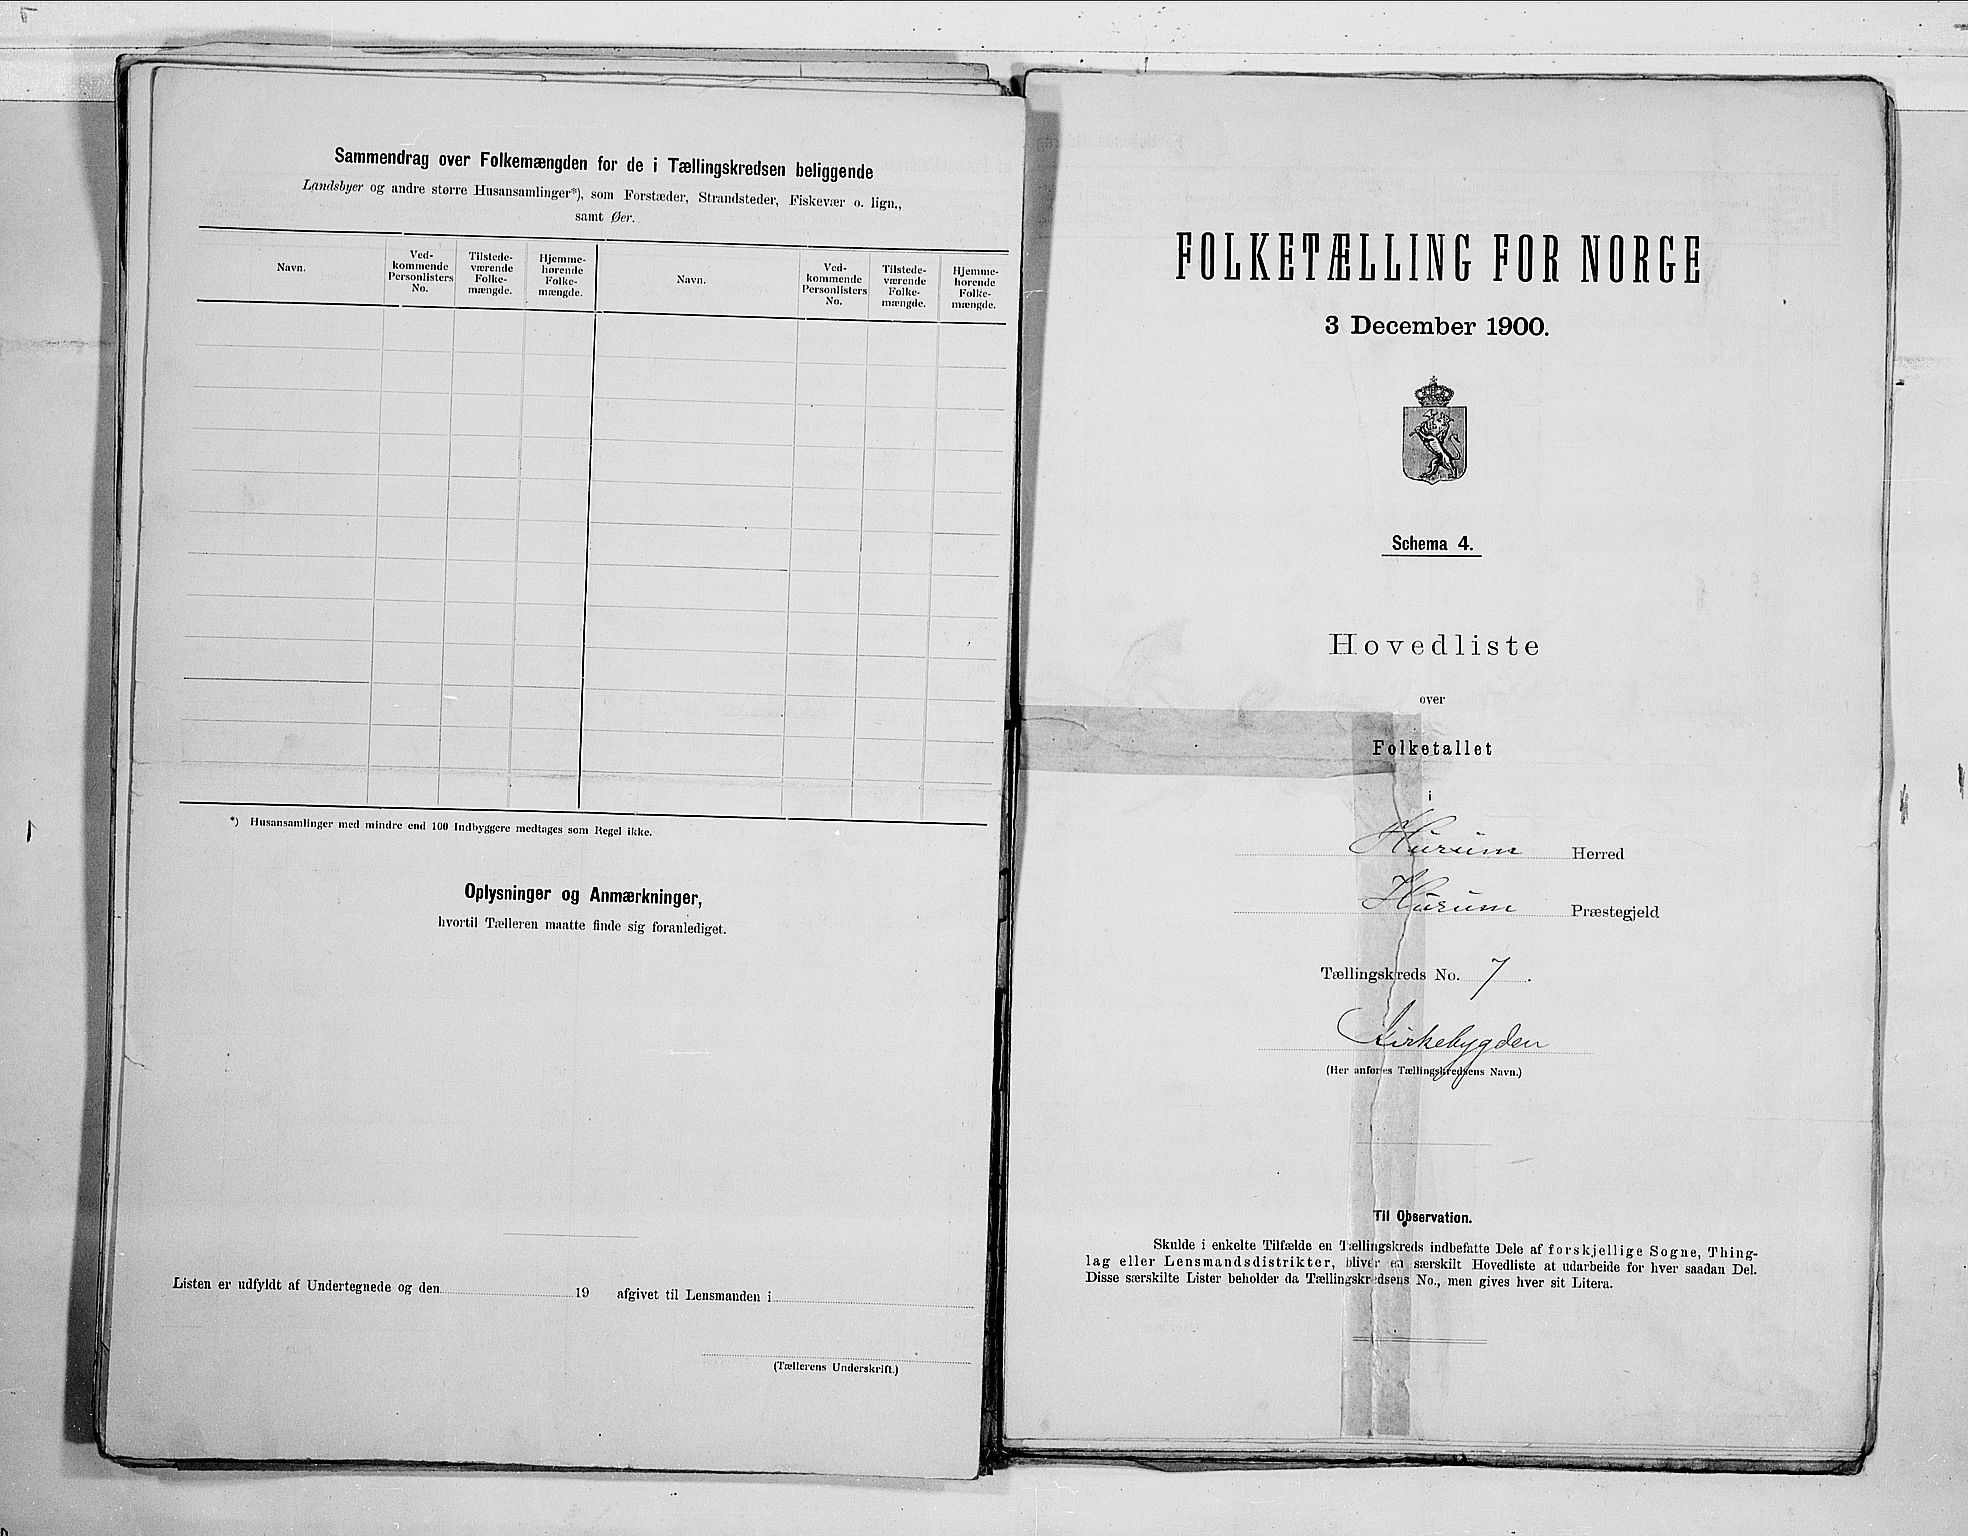 Sammendrag over Folkemængden for de i Tællingskredsen beliggende
Landsbyer og andre større Husansamlinger*), som Forstæder, Strandsteder, Fiskevær o. lign.,
samt Øer.
Navn.
Ved-
kommende
Personlisters
No.
Tilstede-
værende
Folke-
mængde.
Hjemme-
hørende
Folke-
mængde.
Navn.
Ved-
kommende
Personlisters
No.
Tilstede-
værende
Folke-
mængde.
Hjemme-
hørende
Folke-
mængde.
*) Husansamlinger med mindre end 100 Indbyggere medtages som Regel ikke.
Oplysninger og Anmærkninger,
hvortil Tælleren maatte finde sig foranlediget.
Listen er udfyldt af Undertegnede og den 19 afgivet til Lensmanden i
(Tællerens Underskrift.)
FOLKETÆLLING FOR NORGE
3 December 1900.
Schema 4.
Hovedliste
over
Folketallet
i
Hurum Herred
Hurum Præstegjeld
Tællingskreds No. 7.
Kirkebygden
(Her anføres Tællingskredsens Navn.)
Til Observation.
Skulde i enkelte Tilfælde en Tællingskreds indbefatte Dele af forskjellige Sogne, Thing-
lag eller Lensmandsdistrikter, bliver en særskilt Hovedliste at udarbeide for hver saadan Del.
Disse særskilte Lister beholder da Tællingskredsens No., men gives hver sit Litera.